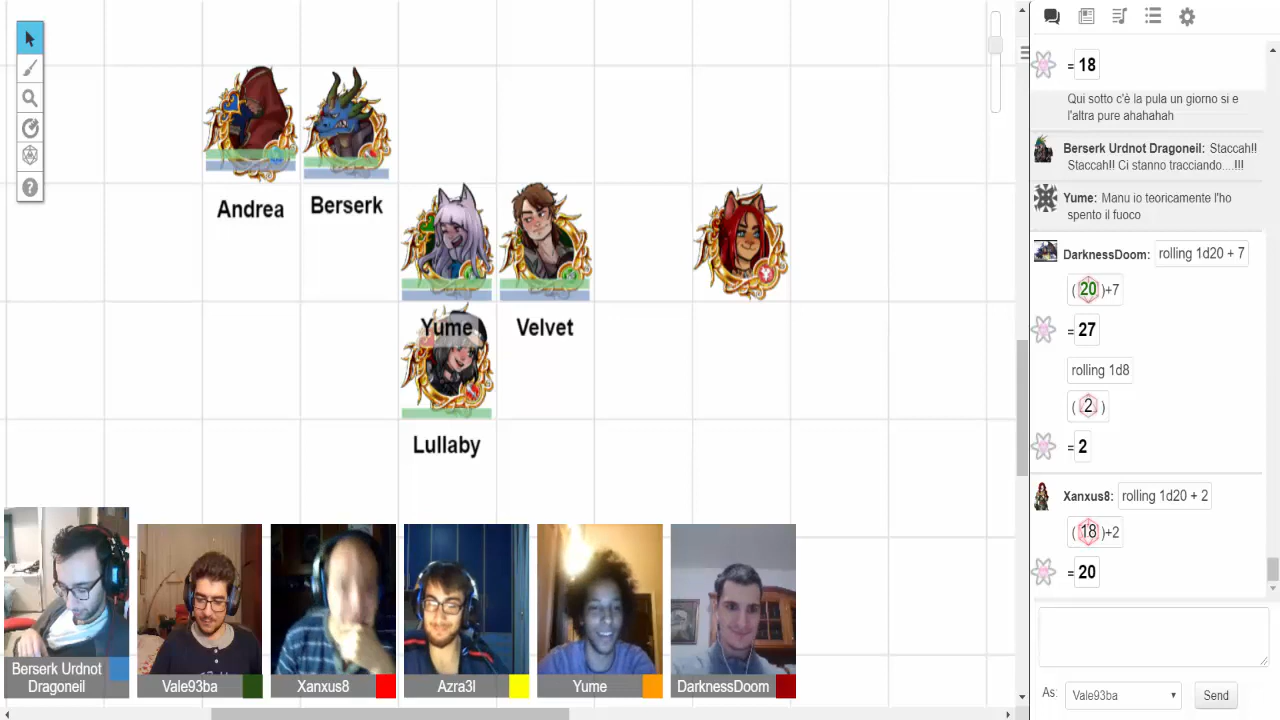 Andrea
Berserk
Yume
Velvet
Lullaby
Berserk Urdnot
Dragoneil
Vale93ba
Xanxus8
Azra3l
Yume
DarknessDoom
= 18
Qui sotto c'è la pula un giorno si e
l'altra pure ahahahah
Berserk Urdnot Dragoneil: Staccah!!
Staccah!! Ci stanno tracciando....!!!
Yume: Manu io teoricamente l'ho
spento il fuoco
DarknessDoom: rolling 1d20 + 7
(20)+7
= 27
rolling 1d8
(2)
= 2
Xanxus8: rolling 1d20 + 2
(18)+2
= 20
As: Vale93ba Send